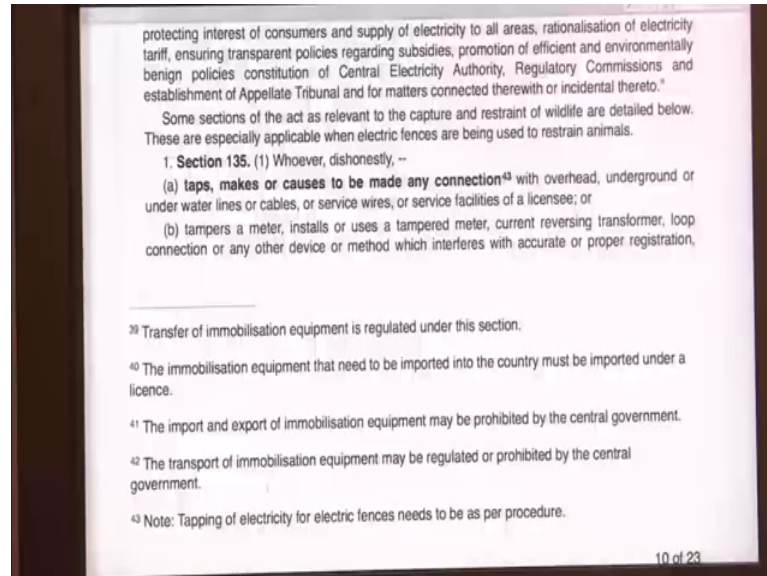 protecting interest of consumers and supply of electricity to all areas, rationalisation of electricity
tariff, ensuring transparent policies regarding subsidies, promotion of efficient and environmentally
benign policies constitution of Central Electricity Authority, Regulatory Commissions and
establishment of Appellate Tribunal and for matters connected therewith or incidental thereto."
Some sections of the act as relevant to the capture and restraint of wildlife are detailed below.
These are especially applicable when electric fences are being used to restrain animals.
1. Section 135. (1) Whoever, dishonestly, --
(a) taps, makes or causes to be made any connection⁴³ with overhead, underground or
under water lines or cables, or service wires, or service facilities of a licensee; or
(b) tampers a meter, installs or uses a tampered meter, current reversing transformer, loop
connection or any other device or method which interferes with accurate or proper registration,
³⁹ Transfer of immobilisation equipment is regulated under this section.
⁴⁰ The immobilisation equipment that need to be imported into the country must be imported under a
licence.
⁴¹ The import and export of immobilisation equipment may be prohibited by the central government.
⁴² The transport of immobilisation equipment may be regulated or prohibited by the central
government.
⁴³ Note: Tapping of electricity for electric fences needs to be as per procedure.
10 of 23